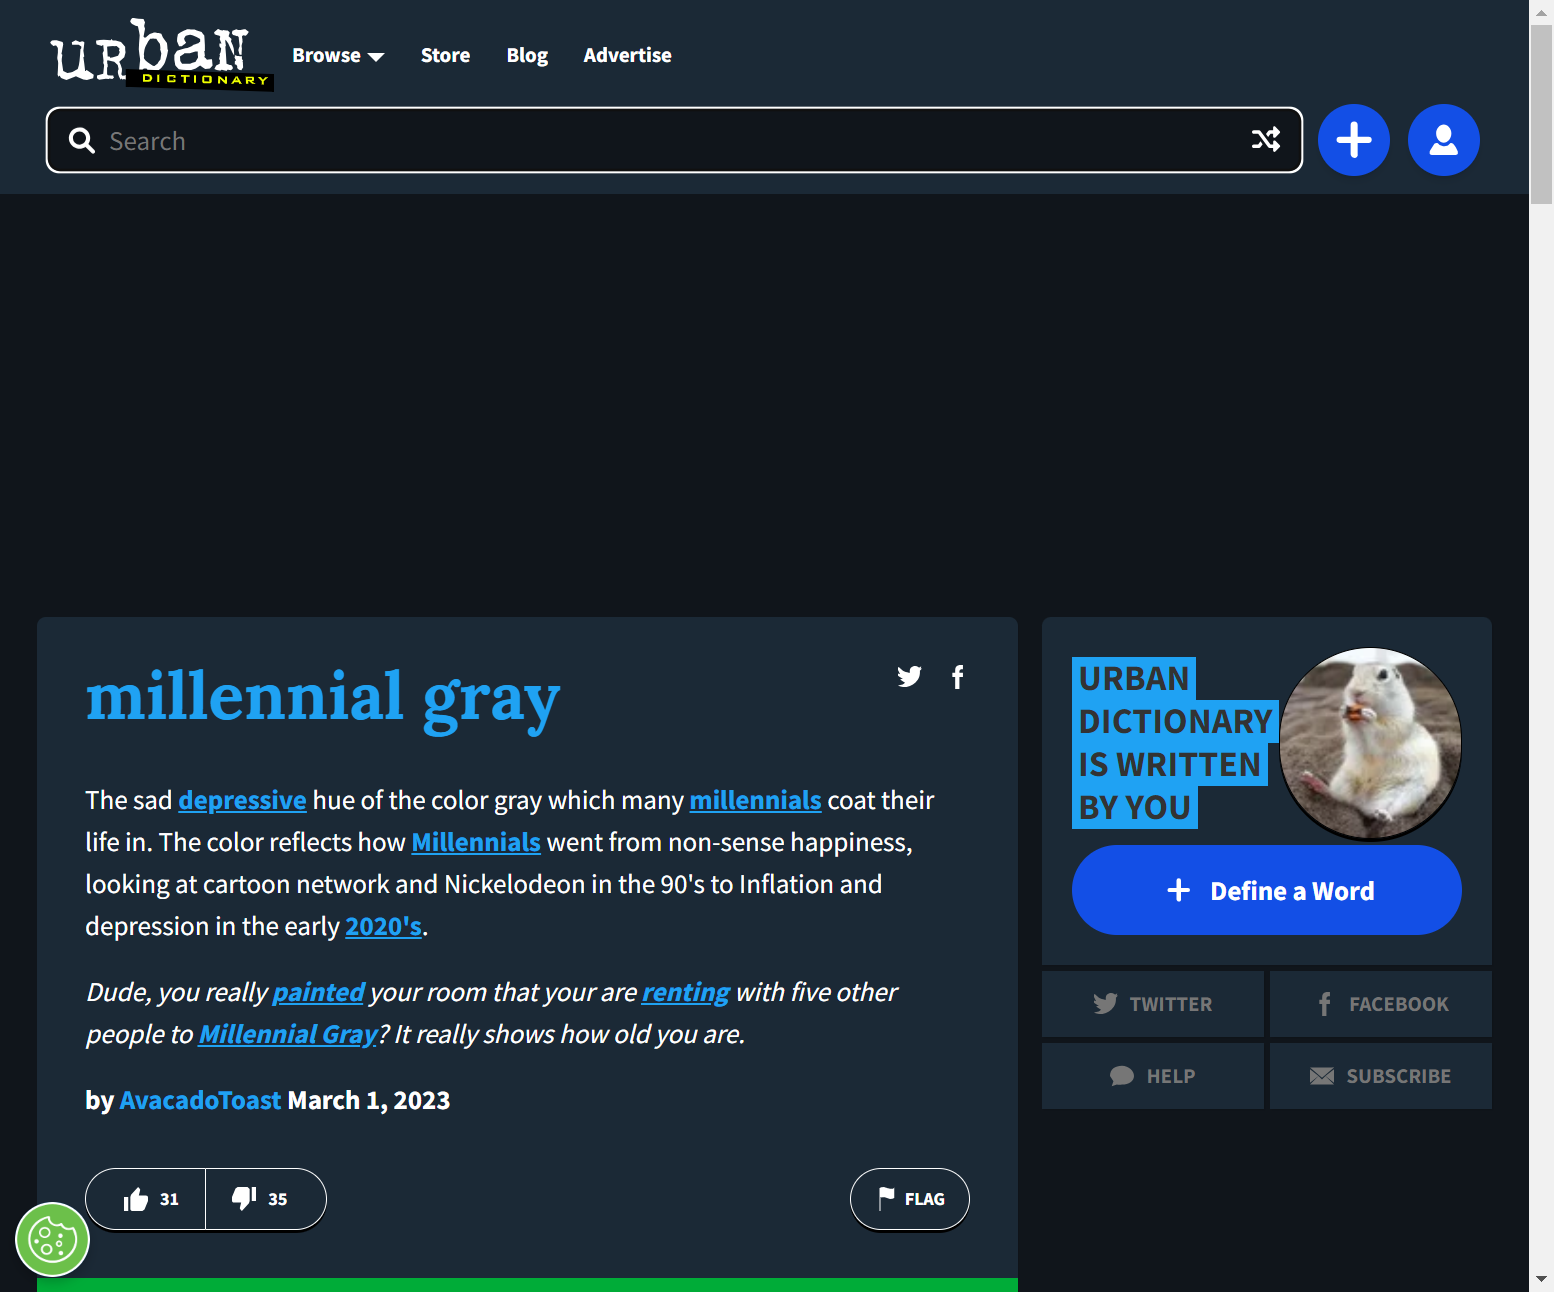 urban
DICTIONARY
Browse
Store
Blog
Advertise
Search
millennial gray
The sad depressive hue of the color gray which many millennials coat their
life in. The color reflects how Millennials went from non-sense happiness,
looking at cartoon network and Nickelodeon in the 90's to Inflation and
depression in the early 2020's.
Dude, you really painted your room that your are renting with five other
people to Millennial Gray? It really shows how old you are.
by AvacadoToast March 1, 2023
31
35
FLAG
URBAN
DICTIONARY
IS WRITTEN
BY YOU
Define a Word
TWITTER
FACEBOOK
HELP
SUBSCRIBE